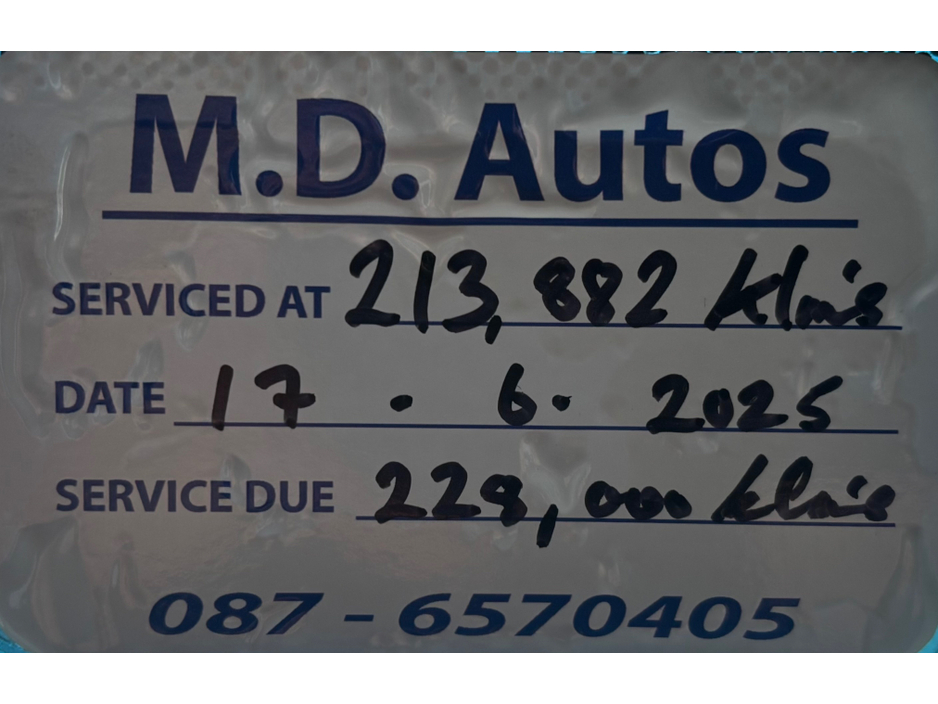 M.D. Autos
SERVICED AT 213,882 klm's
DATE 17 . 6 . 2025
SERVICE DUE 228,000 klm's
087 - 6570405